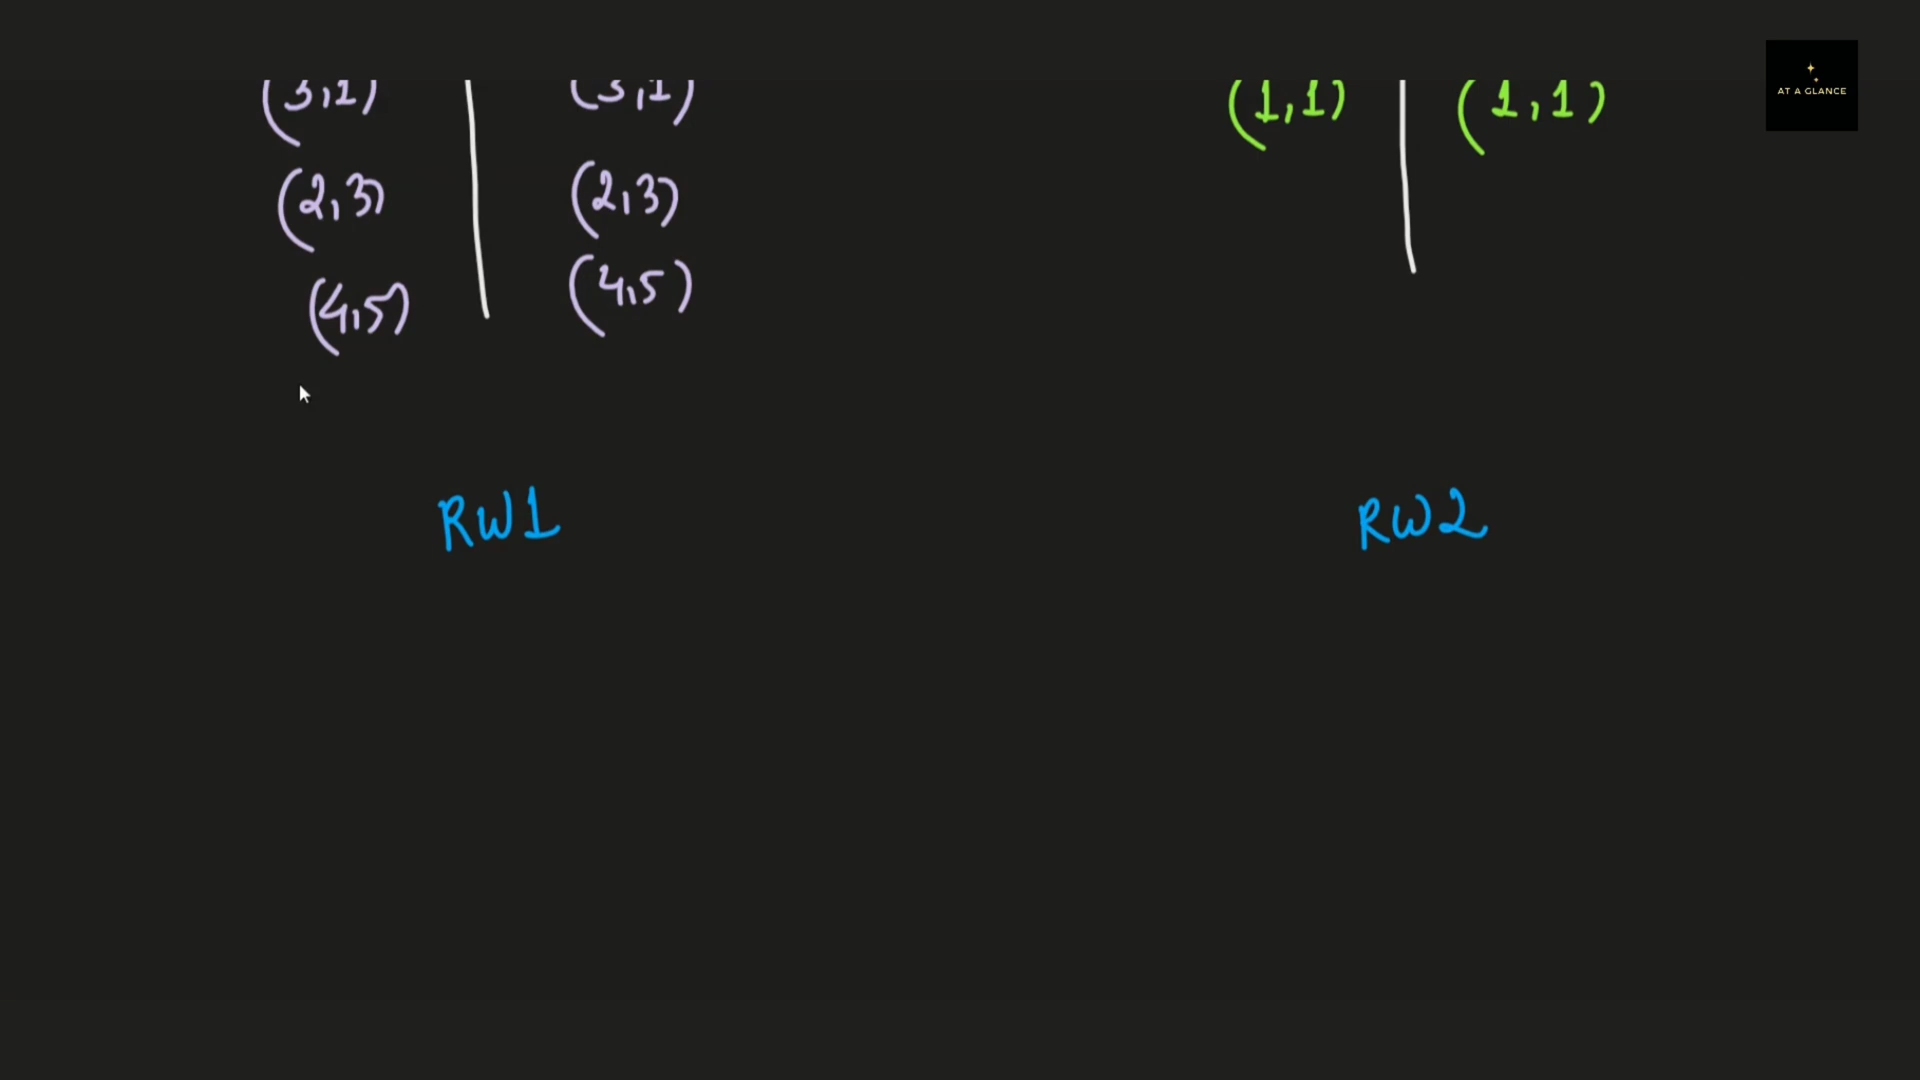 (3,1) (3,1)
(1,1) (1,1)
AT A GLANCE
(2,3) (2,3)
(4,5) (4,5)
RW1
RW2